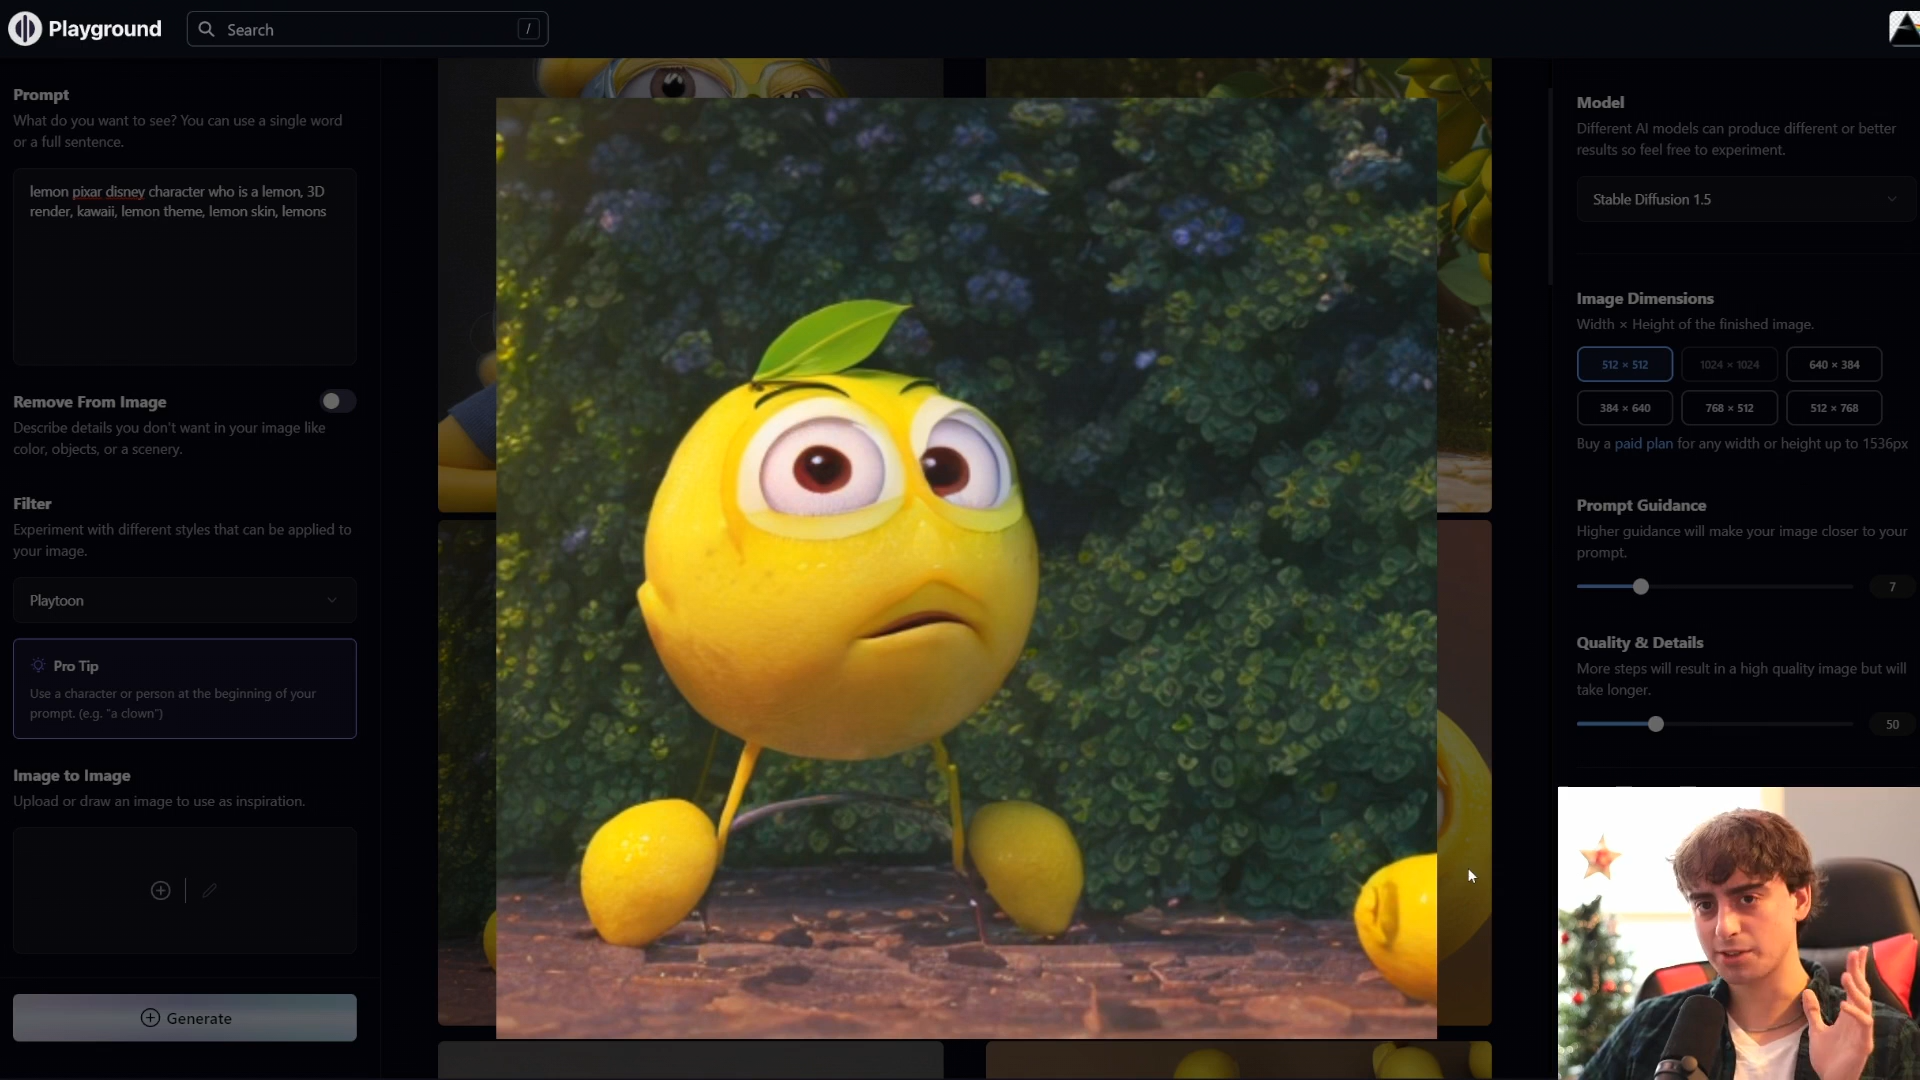 Playground
Search
/
Prompt
What do you want to see? You can use a single word
or a full sentence.
lemon pixar disney character who is a lemon, 3D
render, kawaii, lemon theme, lemon skin, lemons
Remove From Image
Describe details you don't want in your image like
color, objects, or a scenery.
Filter
Experiment with different styles that can be applied to
your image.
Playtoon
Pro Tip
Use a character or person at the beginning of your
prompt. (e.g. "a clown")
Image to Image
Upload or draw an image to use as inspiration.
Generate
Model
Different AI models can produce different or better
results so feel free to experiment.
Stable Diffusion 1.5
Image Dimensions
Width × Height of the finished image.
512 × 512
1024 × 1024
640 × 384
384 × 640
768 × 512
512 × 768
Buy a paid plan for any width or height up to 1536px
Prompt Guidance
Higher guidance will make your image closer to your
prompt.
7
Quality & Details
More steps will result in a high quality image but will
take longer.
50